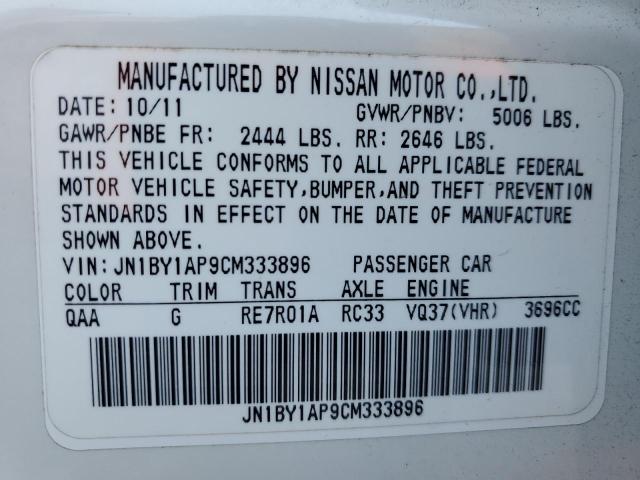 MANUFACTURED BY NISSAN MOTOR CO.,LTD.
DATE: 10/11 GVWR/PNBV: 5006 LBS.
GAWR/PNBE FR: 2444 LBS. RR: 2646 LBS.
THIS VEHICLE CONFORMS TO ALL APPLICABLE FEDERAL
MOTOR VEHICLE SAFETY,BUMPER,AND THEFT PREVENTION
STANDARDS IN EFFECT ON THE DATE OF MANUFACTURE
SHOWN ABOVE.
VIN:JN1BY1AP9CM333896 PASSENGER CAR
COLOR TRIM TRANS AXLE ENGINE
QAA G RE7R01A RC33 VQ37(VHR) 3696CC
JN1BY1AP9CM333896